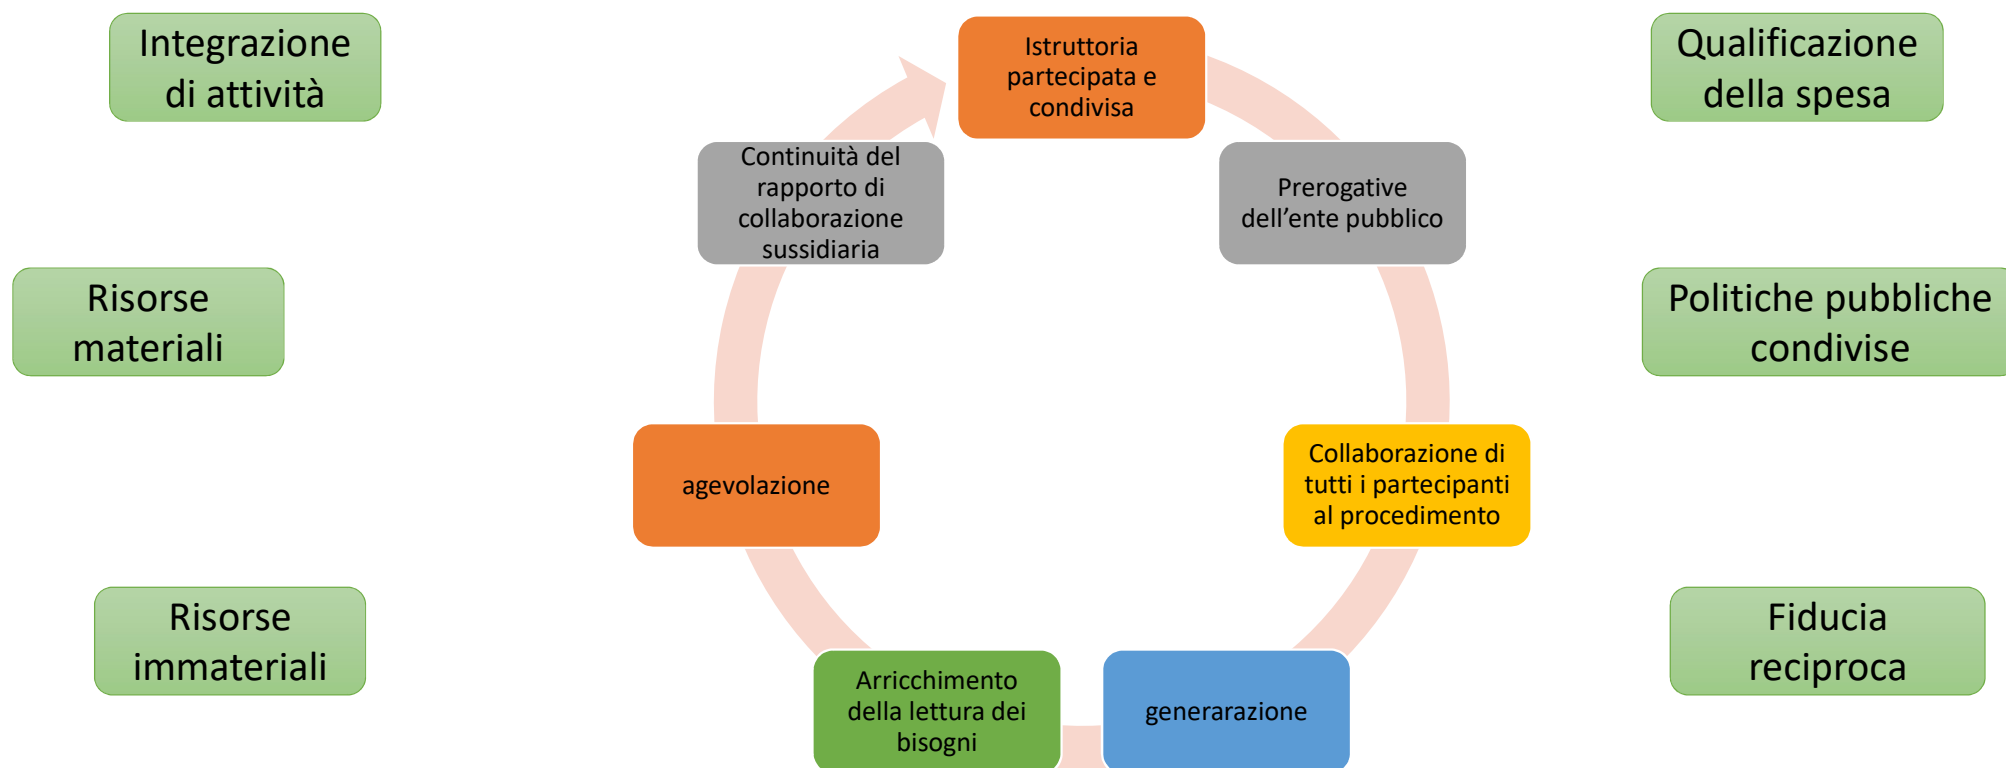 Integrazione
di attività
Istruttoria
partecipata e
condivisa
Qualificazione
della spesa
Continuità del
rapporto di
collaborazione
sussidiaria
Prerogative
dell’ente pubblico
Risorse
materiali
Politiche pubbliche
condivise
agevolazione
Collaborazione di
tutti i partecipanti
al procedimento
Risorse
immateriali
Arricchimento
della lettura dei
bisogni
generarazione
Fiducia
reciproca